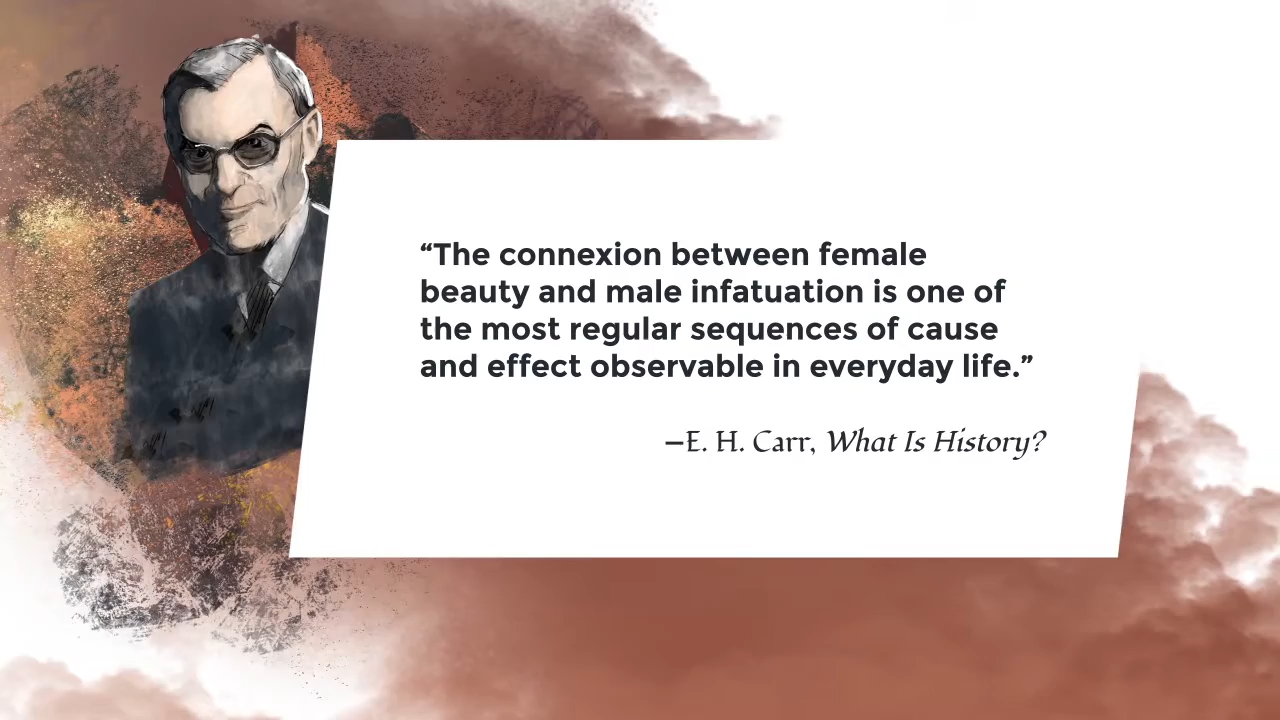 “The connexion between female
beauty and male infatuation is one of
the most regular sequences of cause
and effect observable in everyday life.”
—E. H. Carr, What Is History?